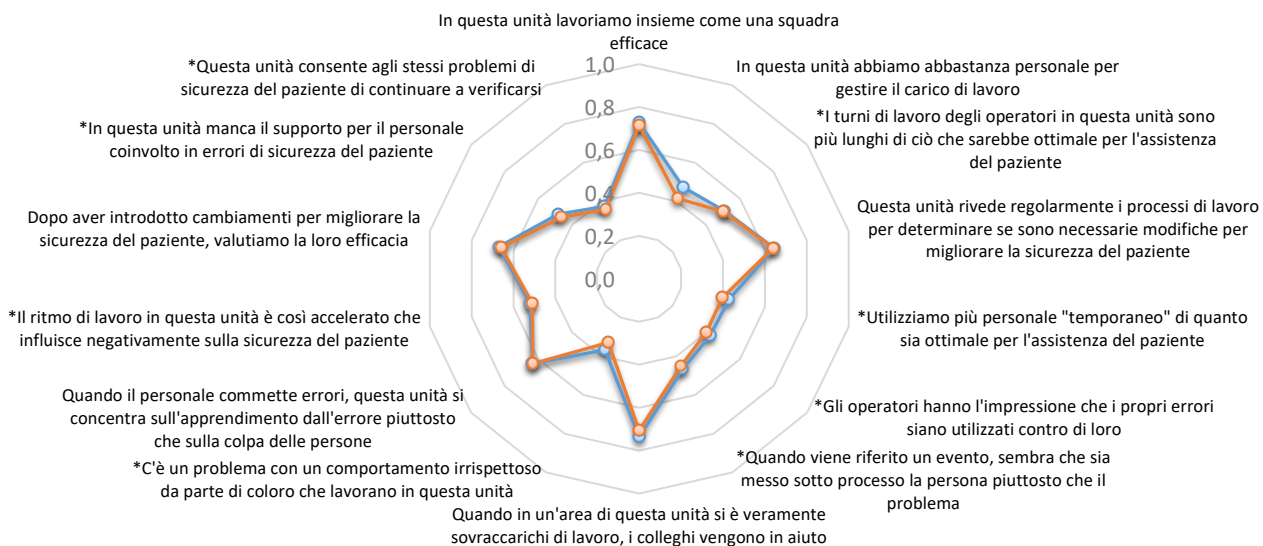 In questa unità lavoriamo insieme come una squadra
efficace
In questa unità abbiamo abbastanza personale per
gestire il carico di lavoro
*I turni di lavoro degli operatori in questa unità sono
più lunghi di ciò che sarebbe ottimale per l'assistenza
del paziente
Questa unità rivede regolarmente i processi di lavoro
per determinare se sono necessarie modifiche per
migliorare la sicurezza del paziente
*Utilizziamo più personale "temporaneo" di quanto
sia ottimale per l'assistenza del paziente
*Gli operatori hanno l'impressione che i propri errori
siano utilizzati contro di loro
*Quando viene riferito un evento, sembra che sia
messo sotto processo la persona piuttosto che il
problema
Quando in un'area di questa unità si è veramente
sovraccarichi di lavoro, i colleghi vengono in aiuto
*C'è un problema con un comportamento irrispettoso
da parte di coloro che lavorano in questa unità
Quando il personale commette errori, questa unità si
concentra sull'apprendimento dall'errore piuttosto
che sulla colpa delle persone
*Il ritmo di lavoro in questa unità è così accelerato che
influisce negativamente sulla sicurezza del paziente
Dopo aver introdotto cambiamenti per migliorare la
sicurezza del paziente, valutiamo la loro efficacia
*In questa unità manca il supporto per il personale
coinvolto in errori di sicurezza del paziente
*Questa unità consente agli stessi problemi di
sicurezza del paziente di continuare a verificarsi
1,0
0,8
0,6
0,4
0,2
0,0